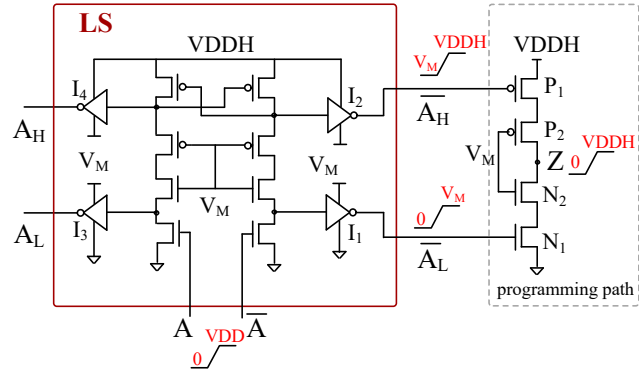 LS
VDDH
I4
I2
AH
VM
VM
VM
I3
I1
AL
A
A̅
0
VDD
VM
VDDH
A̅H
0
VM
A̅L
VDDH
P1
P2
VM
Z
0
VDDH
N2
N1
programming path